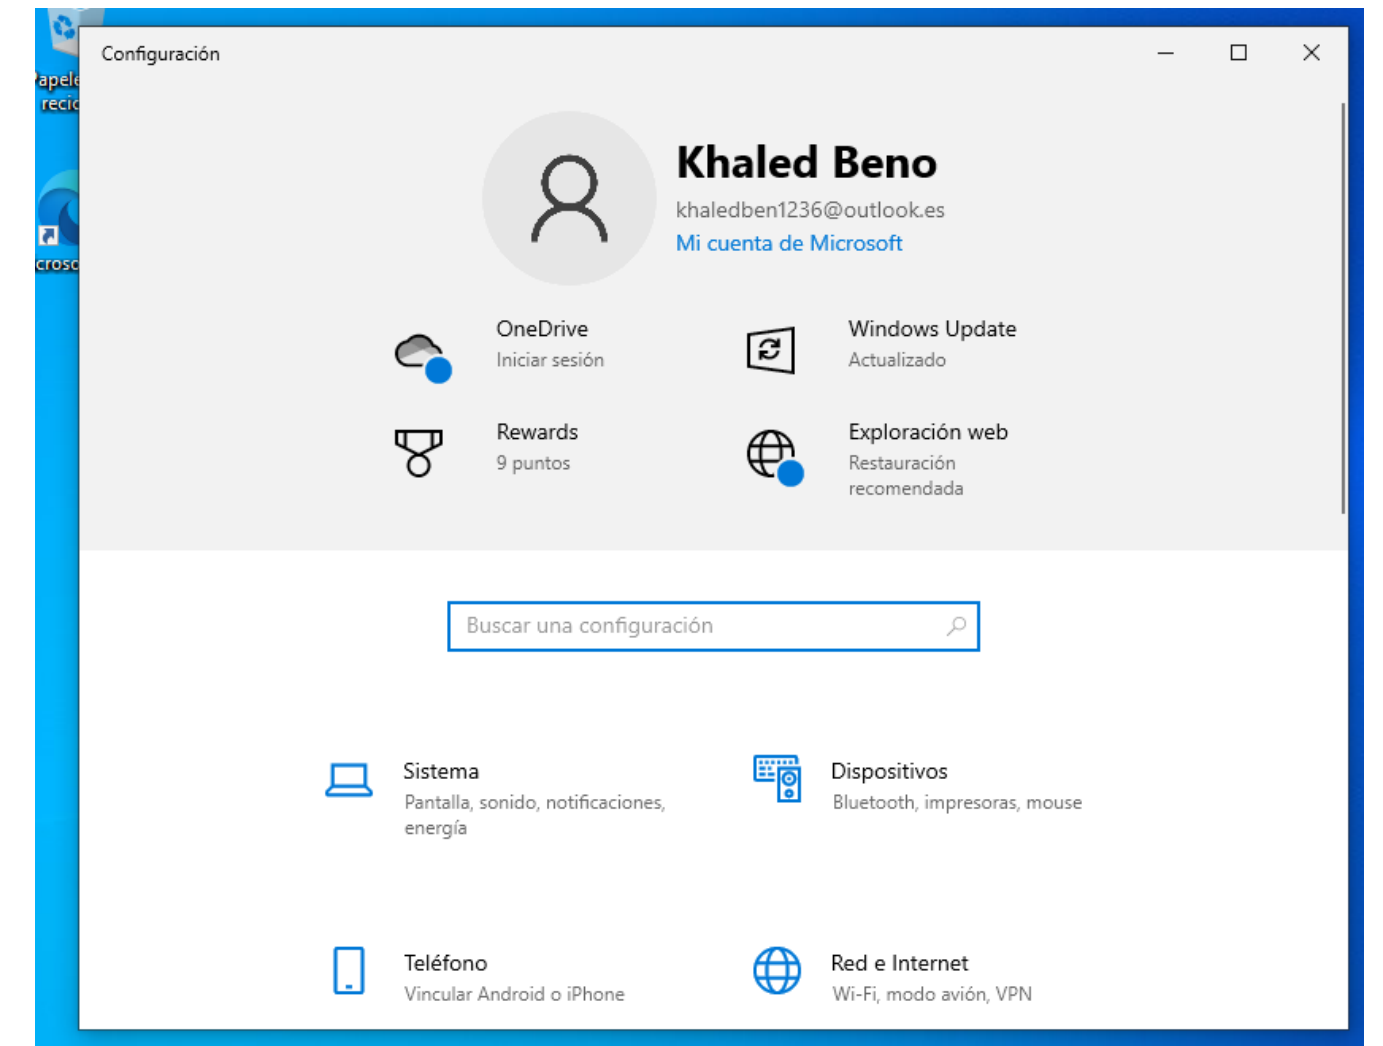 Configuración
Khaled Beno
khaledben1236@outlook.es
Mi cuenta de Microsoft
OneDrive
Iniciar sesión
Windows Update
Actualizado
Rewards
9 puntos
Exploración web
Restauración
recomendada
Buscar una configuración
Sistema
Pantalla, sonido, notificaciones,
energía
Dispositivos
Bluetooth, impresoras, mouse
Teléfono
Vincular Android o iPhone
Red e Internet
Wi-Fi, modo avión, VPN